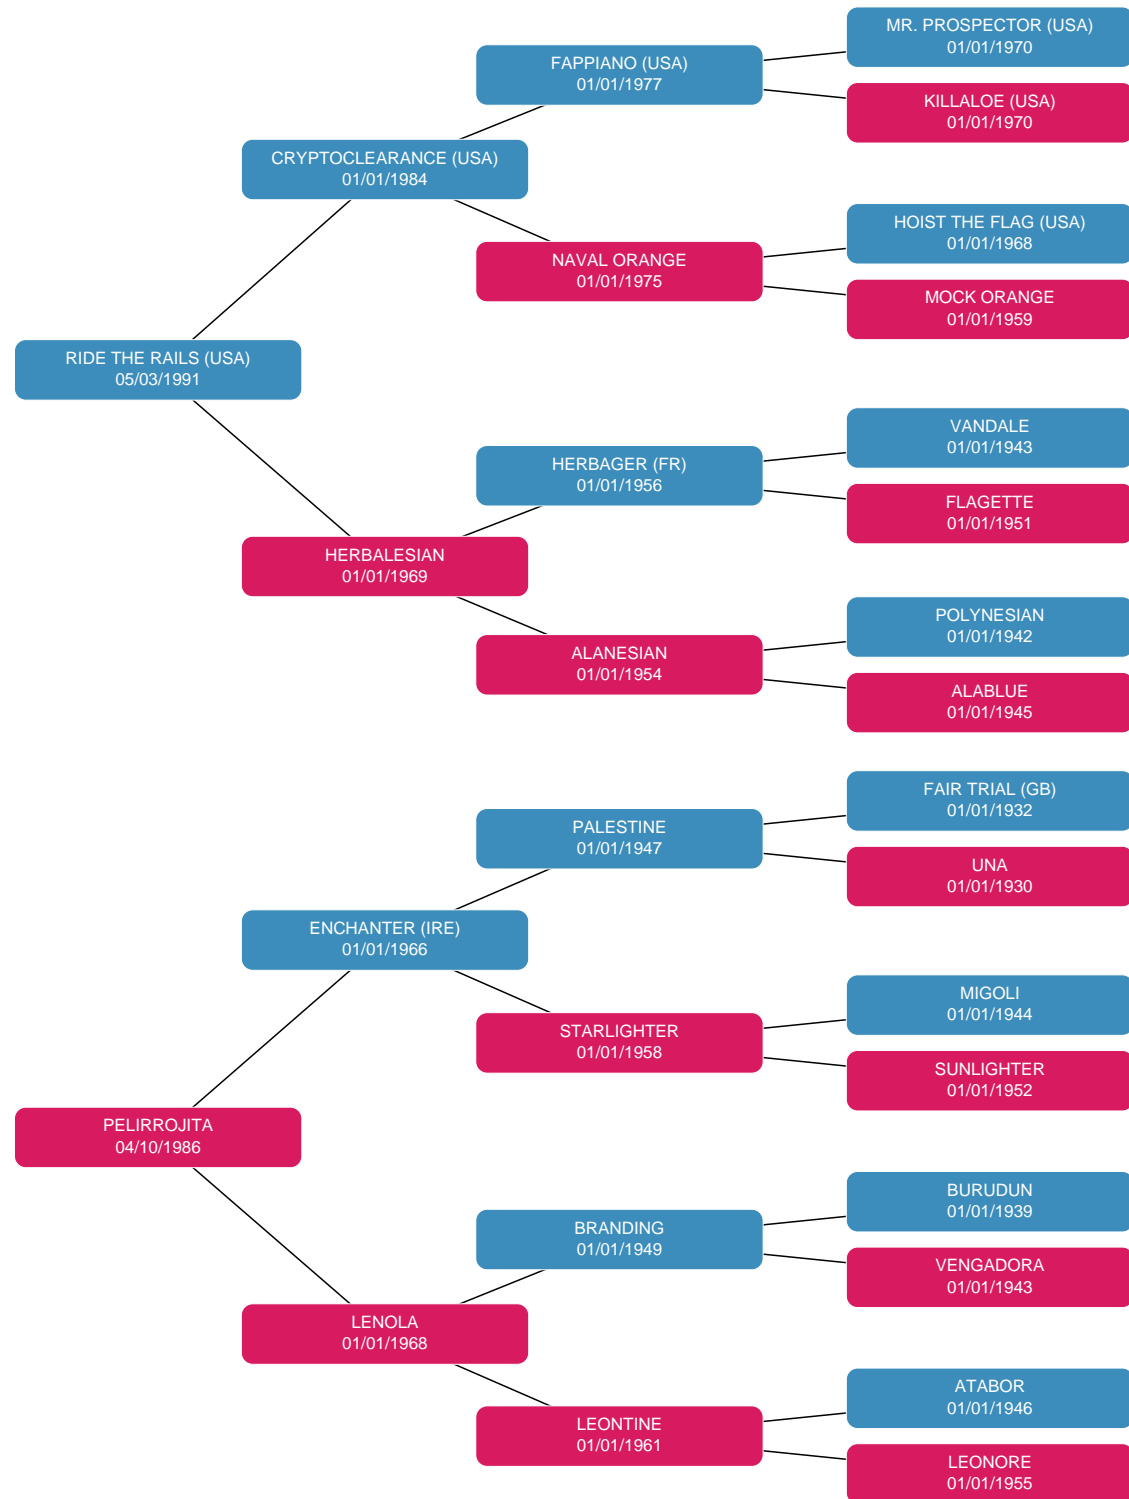 MR. PROSPECTOR (USA)
01/01/1970
FAPPIANO (USA)
01/01/1977
KILLALOE (USA)
01/01/1970
CRYPTOCLEARANCE (USA)
01/01/1984
HOIST THE FLAG (USA)
01/01/1968
NAVAL ORANGE
01/01/1975
MOCK ORANGE
01/01/1959
RIDE THE RAILS (USA)
05/03/1991
VANDALE
01/01/1943
HERBAGER (FR)
01/01/1956
FLAGETTE
01/01/1951
HERBALESIAN
01/01/1969
POLYNESIAN
01/01/1942
ALANESIAN
01/01/1954
ALABLUE
01/01/1945
FAIR TRIAL (GB)
01/01/1932
PALESTINE
01/01/1947
UNA
01/01/1930
ENCHANTER (IRE)
01/01/1966
MIGOLI
01/01/1944
STARLIGHTER
01/01/1958
SUNLIGHTER
01/01/1952
PELIRROJITA
04/10/1986
BURUDUN
01/01/1939
BRANDING
01/01/1949
VENGADORA
01/01/1943
LENOLA
01/01/1968
ATABOR
01/01/1946
LEONTINE
01/01/1961
LEONORE
01/01/1955